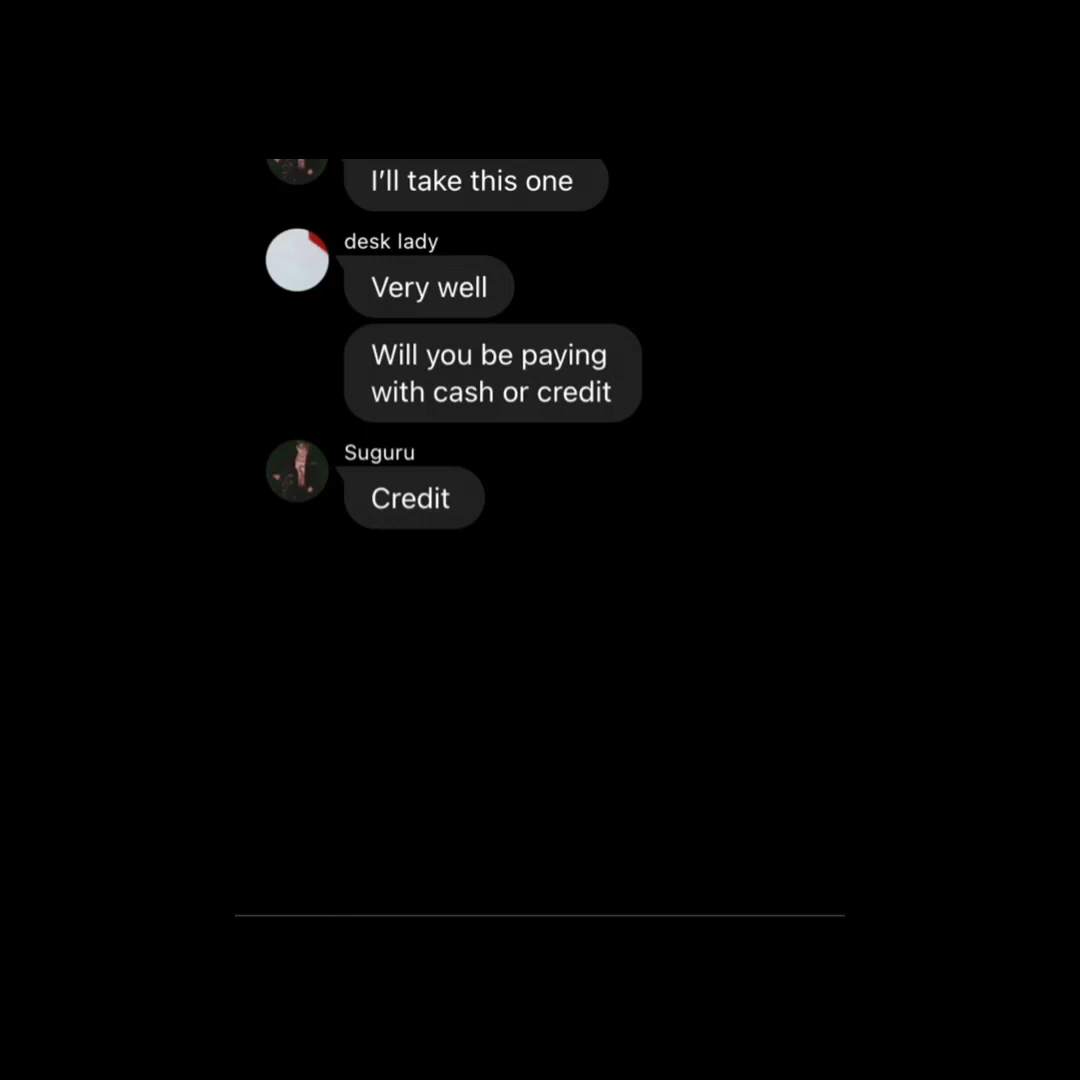 I’ll take this one
desk lady
Very well
Will you be paying
with cash or credit
Suguru
Credit